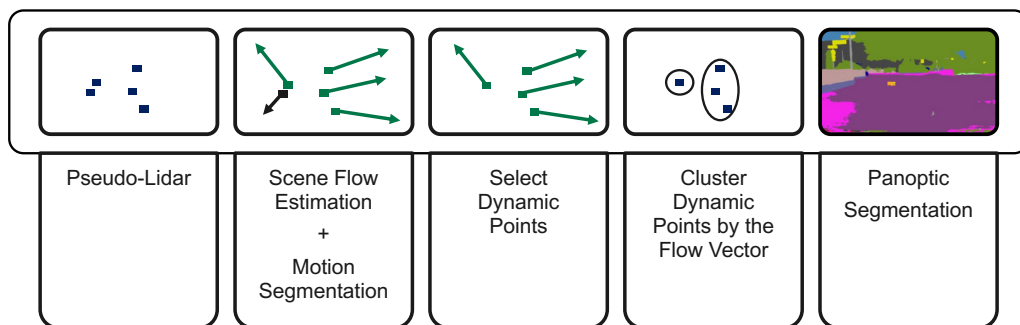 Pseudo-Lidar
Scene Flow
Estimation
+
Motion
Segmentation
Select
Dynamic
Points
Cluster
Dynamic
Points by the
Flow Vector
Panoptic
Segmentation